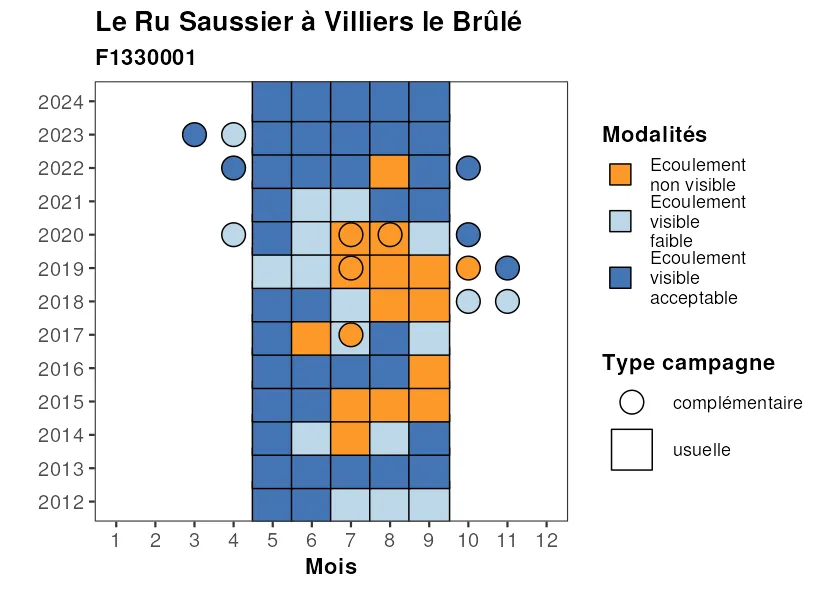 Le Ru Saussier à Villiers le Brûlé
F1330001
2024
2023
2022
2021
2020
2019
2018
2017
2016
2015
2014
2013
2012
1 2 3 4 5 6 7 8 9 10 11 12
Mois
Modalités
Ecoulement
non visible
Ecoulement
visible
faible
Ecoulement
visible
acceptable
Type campagne
complémentaire
usuelle